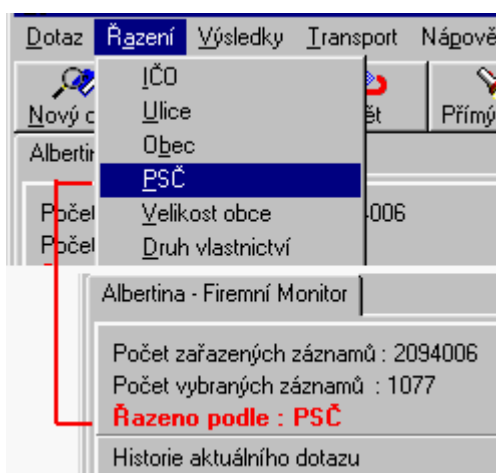 Dotaz Řazení Výsledky Transport Nápově
IČO
Nový Ulice ět Přímý
Obec
Albertin
PSČ
Počet Velikost obce 006
Počet Druh vlastnictví
Albertina - Firemní Monitor
Počet zařazených záznamů : 2094006
Počet vybraných záznamů : 1077
Řazeno podle : PSČ
Historie aktuálního dotazu